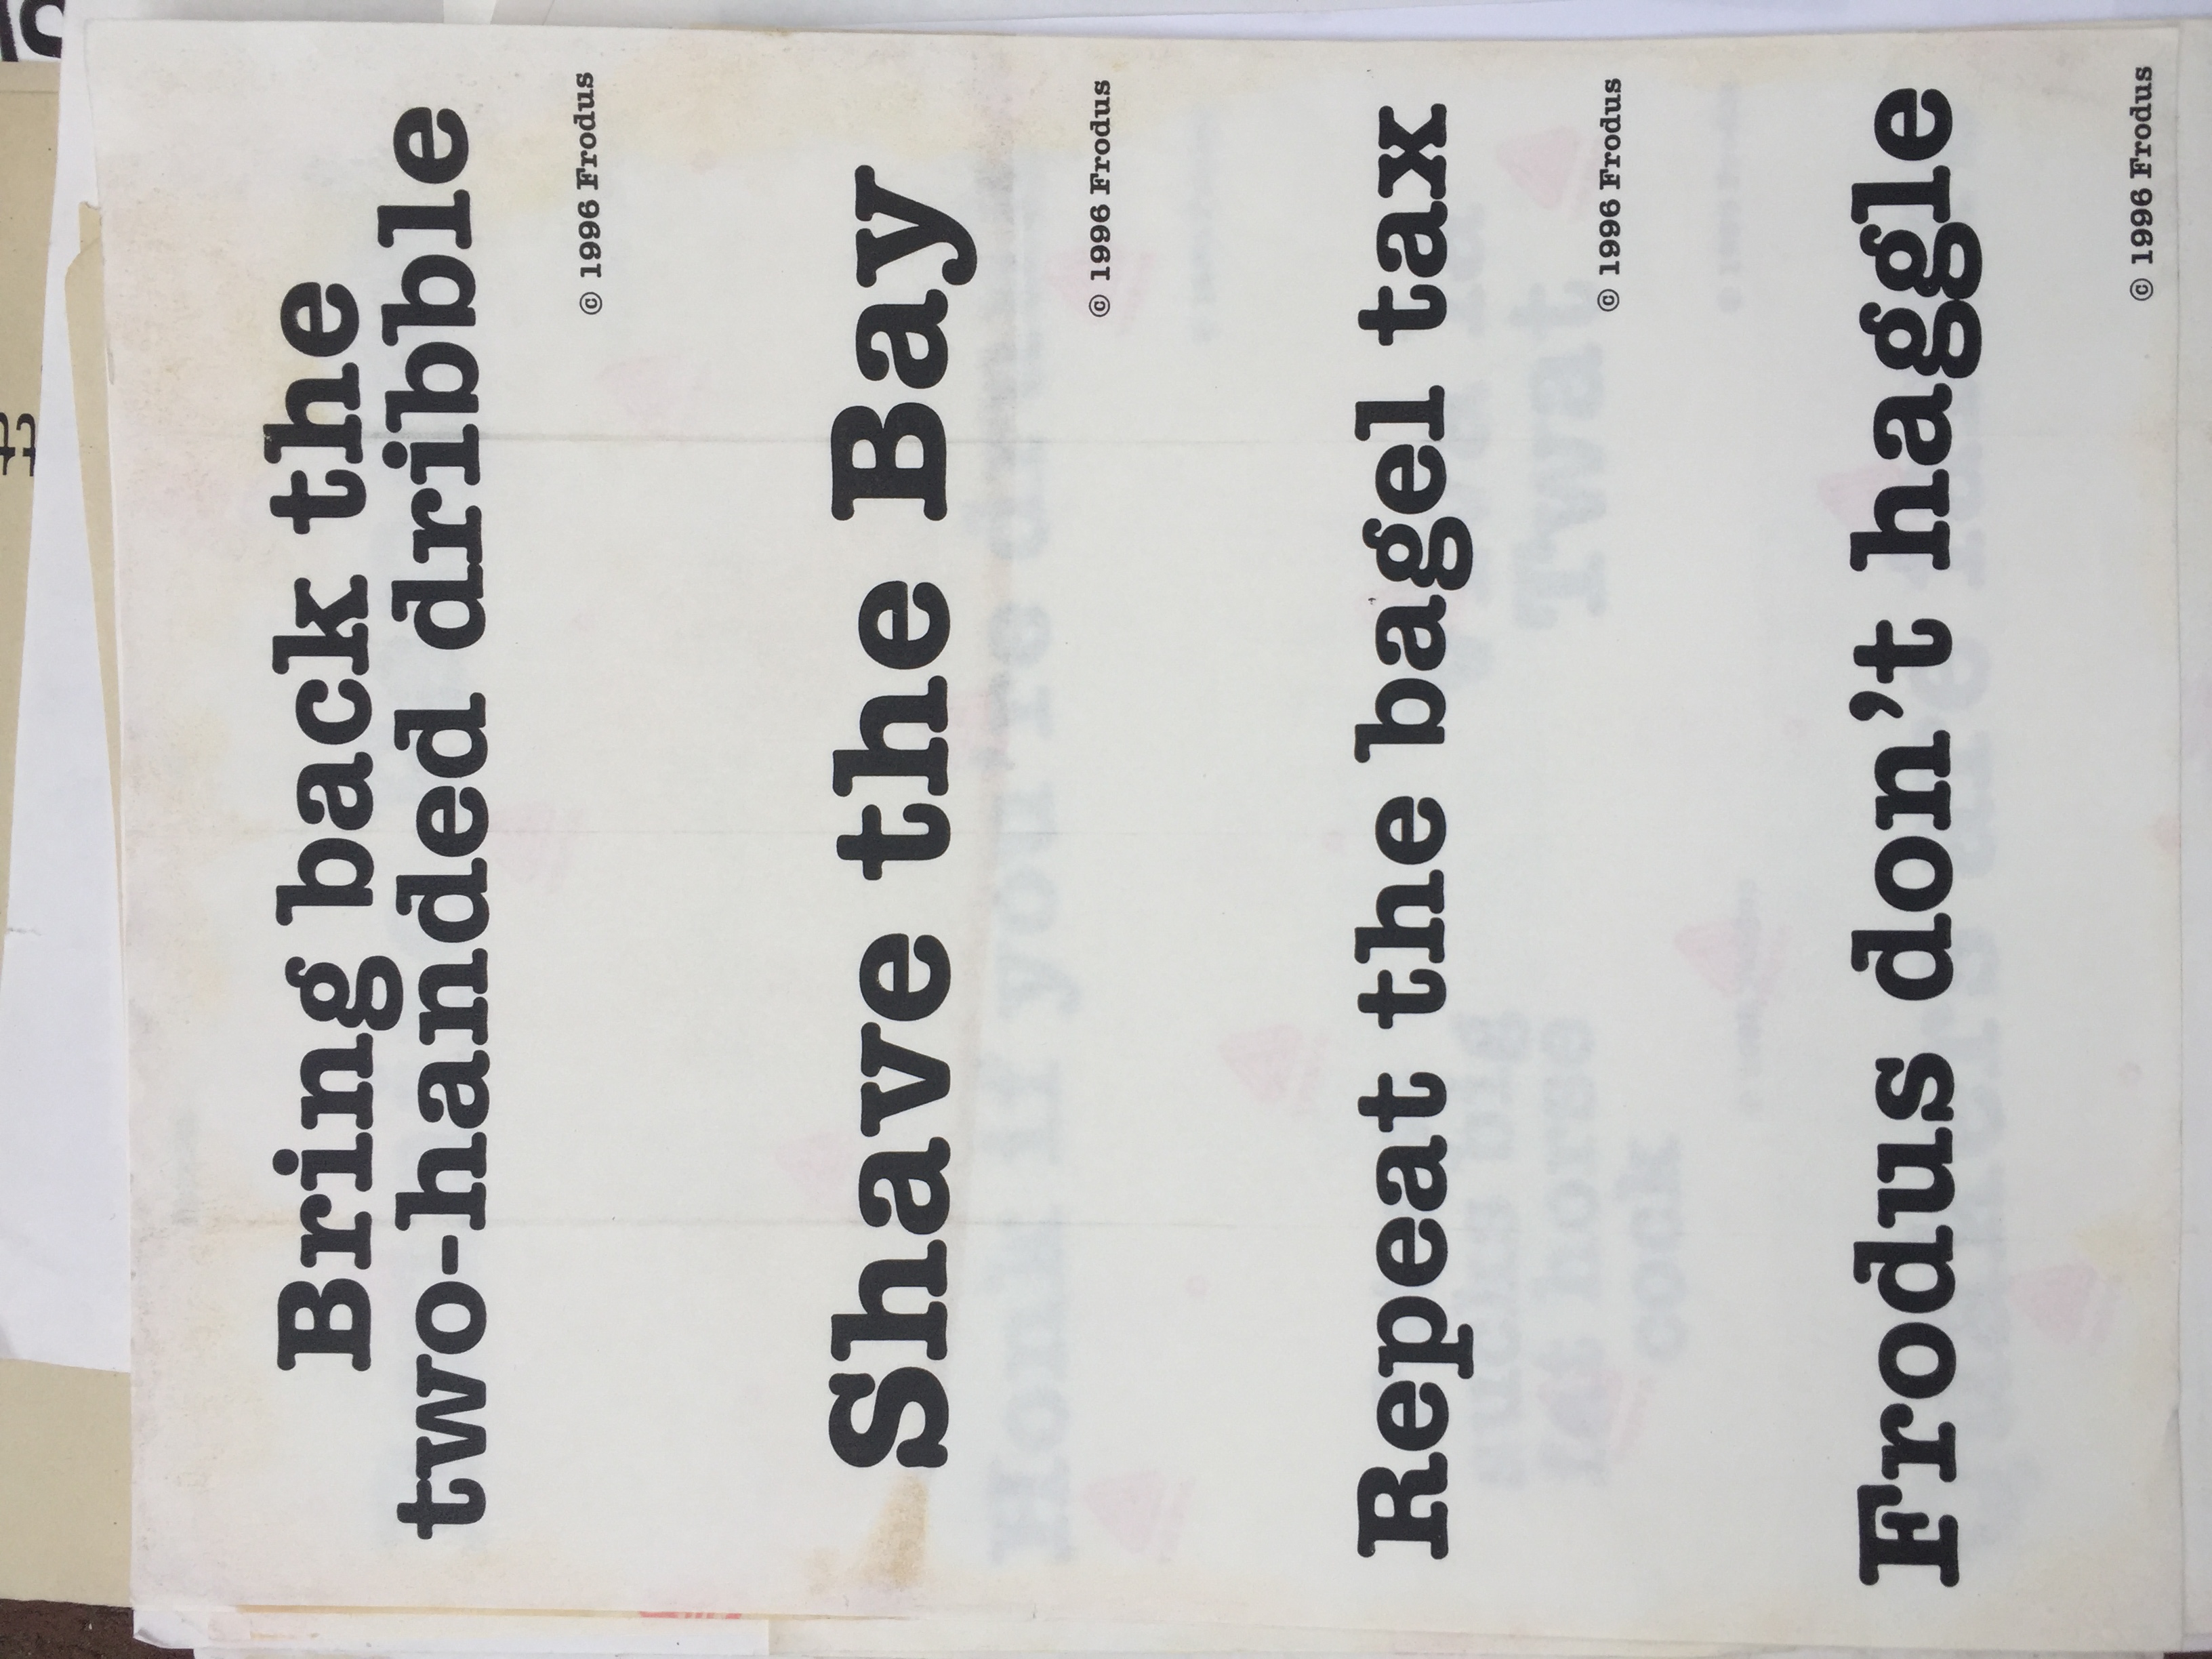 Bring back the
two-handed dribble
© 1996 Frodus
Shave the Bay
© 1996 Frodus
Repeat the bagel tax
© 1996 Frodus
Frodus don't haggle
© 1996 Frodus